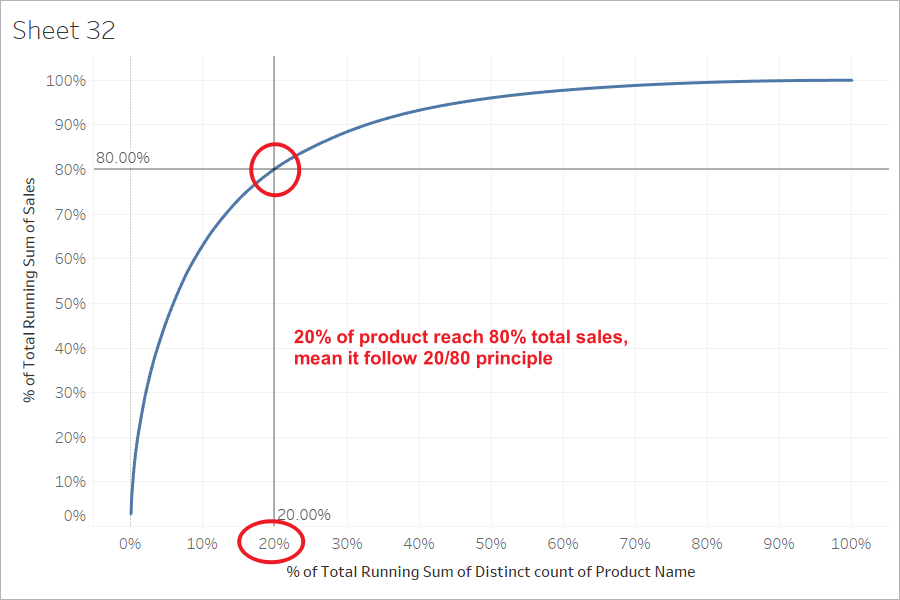 Sheet 32
100%
90%
80.00%
80%
70%
60%
50%
40%
30%
20%
10%
0%
% of Total Running Sum of Sales
20% of product reach 80% total sales,
mean it follow 20/80 principle
20.00%
0% 10% 20% 30% 40% 50% 60% 70% 80% 90% 100%
% of Total Running Sum of Distinct count of Product Name